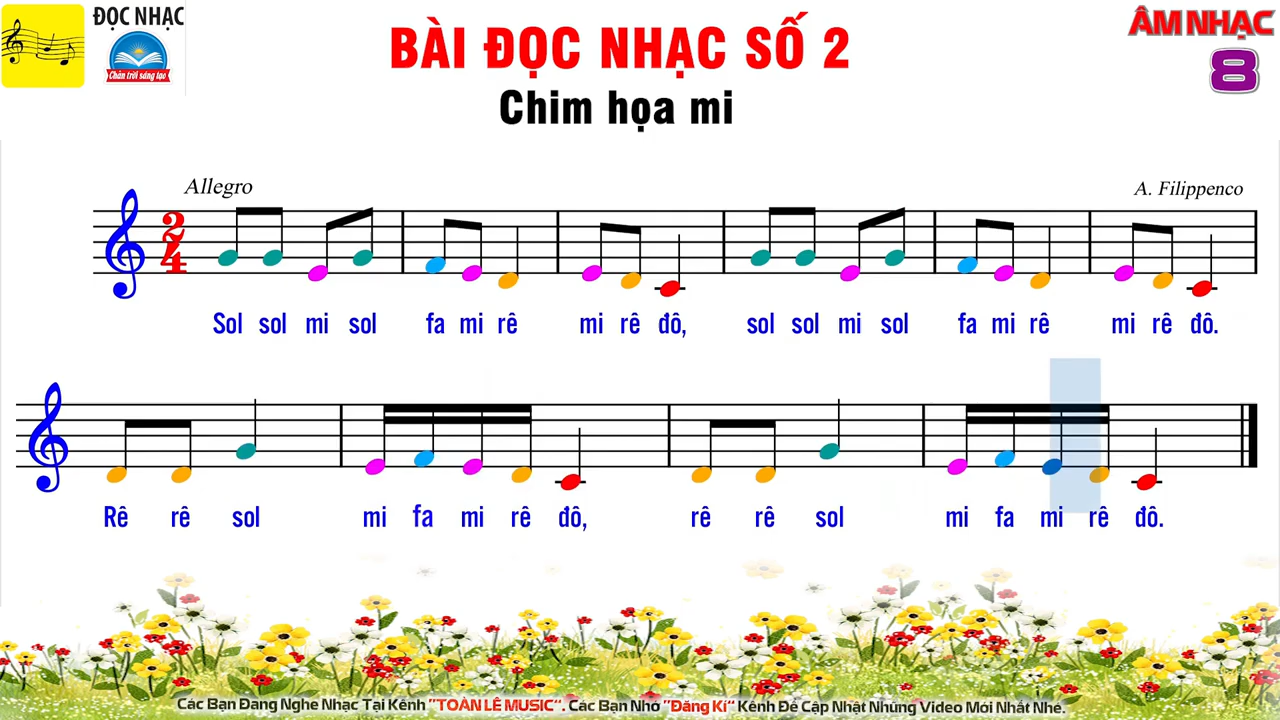 ĐỌC NHẠC
Chân trời sáng tạo
BÀI ĐỌC NHẠC SỐ 2
Chim họa mi
ÂM NHẠC
8
Allegro
A. Filippenco
2
4
Sol sol mi sol fa mi rê mi rê đô, sol sol mi sol fa mi rê mi rê đô.
Rê rê sol mi fa mi rê đô, rê rê sol mi fa mi rê đô.
Các Bạn Đang Nghe Nhạc Tại Kênh "TOÀN LÊ MUSIC". Các Bạn Nhớ "Đăng Kí" Kênh Để Cập Nhật Những Video Mới Nhất Nhé.